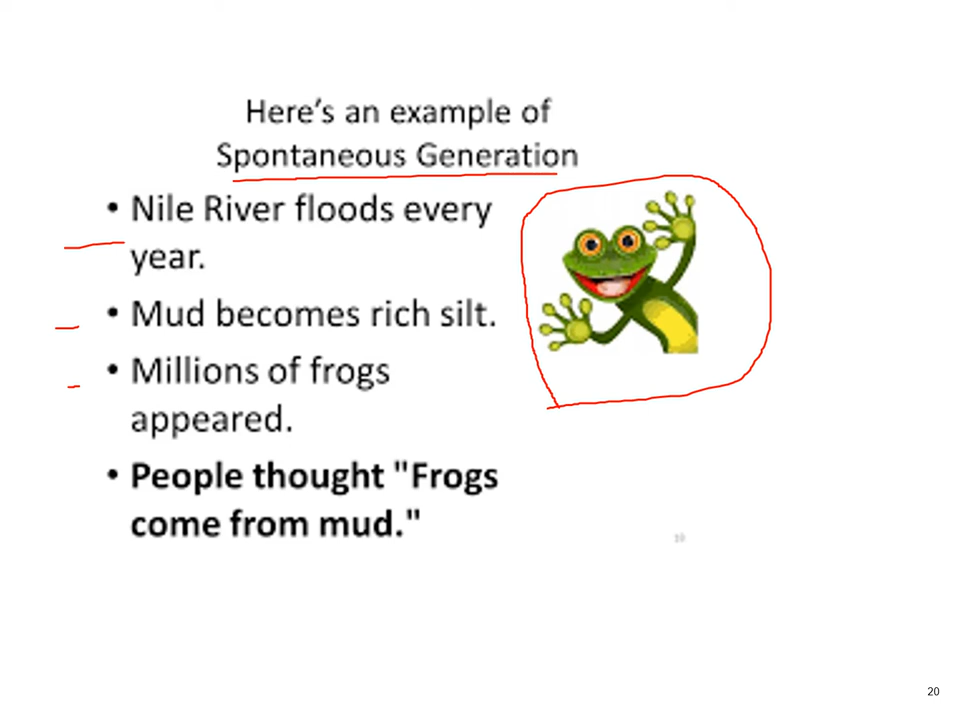 Here's an example of
Spontaneous Generation
• Nile River floods every
year.
• Mud becomes rich silt.
• Millions of frogs
appeared.
• People thought "Frogs
come from mud."
20